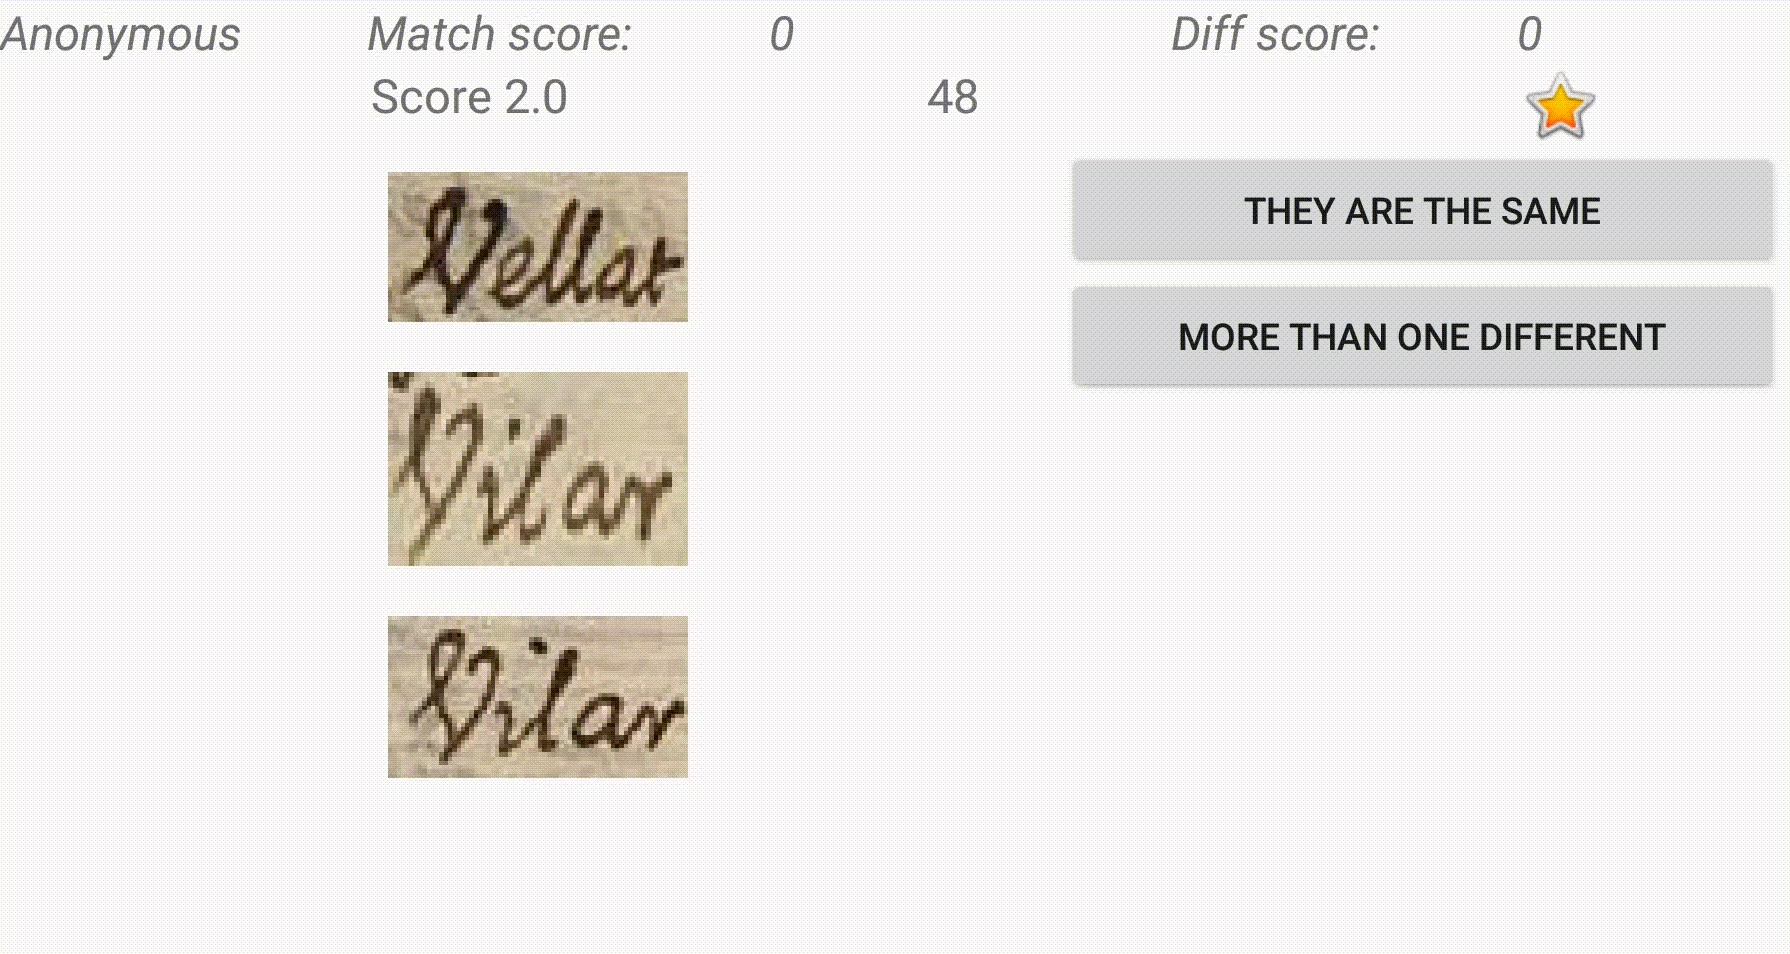 Anonymous Match score: 0 Diff score: 0
Score 2.0 48
THEY ARE THE SAME
MORE THAN ONE DIFFERENT
Vellar
Vilar
Vilar